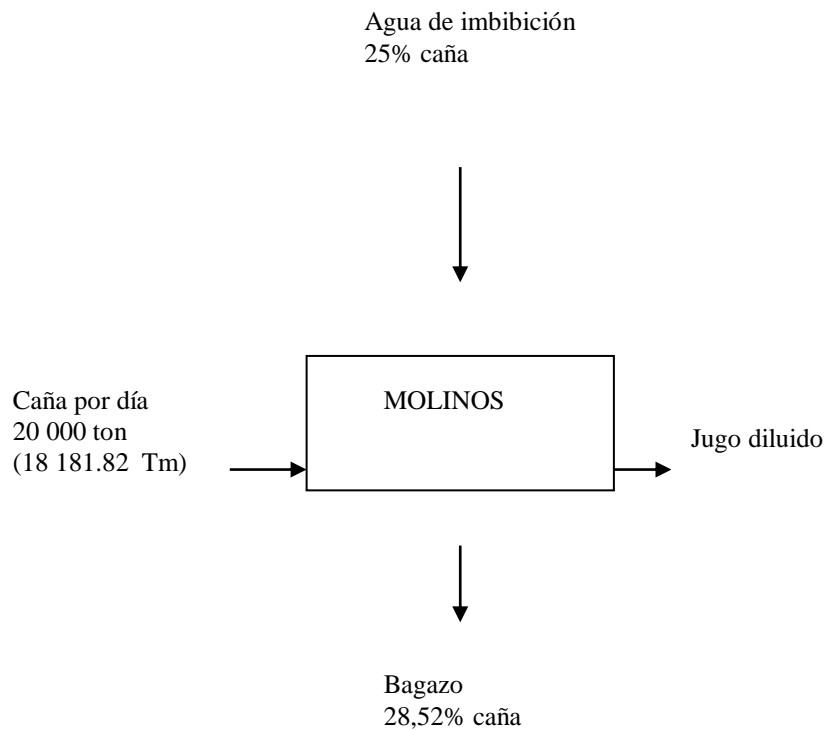 Agua de imbibición
25% caña
Caña por día
20 000 ton
(18 181.82 Tm)
MOLINOS
Jugo diluido
Bagazo
28,52% caña